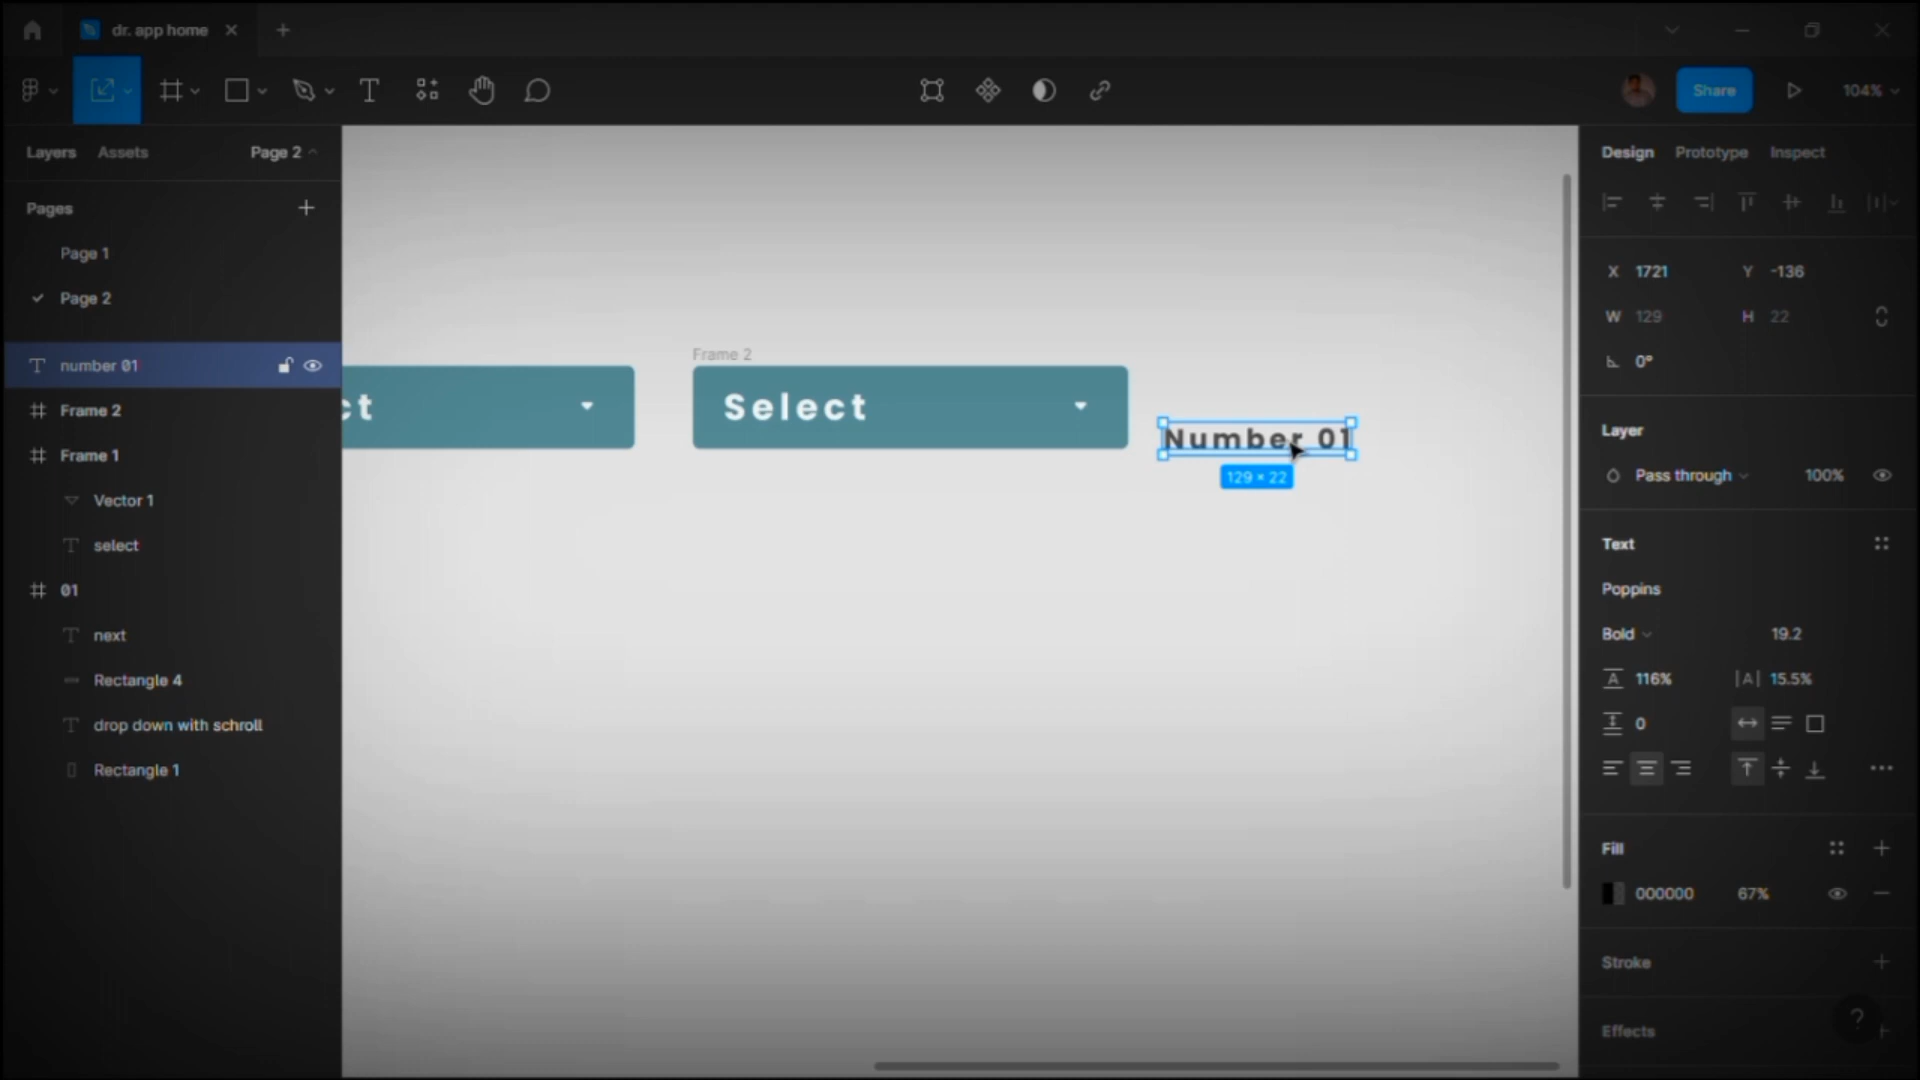 dr. app home
Share
104%
Layers
Assets
Page 2
Design
Prototype
Inspect
Pages
Page 1
Page 2
number 01
Frame 2
Frame 1
Vector 1
select
01
next
Rectangle 4
drop down with schroll
Rectangle 1
ct
Frame 2
Select
Number 01
129 × 22
X 1721
Y -136
W 129
H 22
0°
Layer
Pass through
100%
Text
Poppins
Bold
19.2
116%
15.5%
0
Fill
000000
67%
Stroke
Effects
?